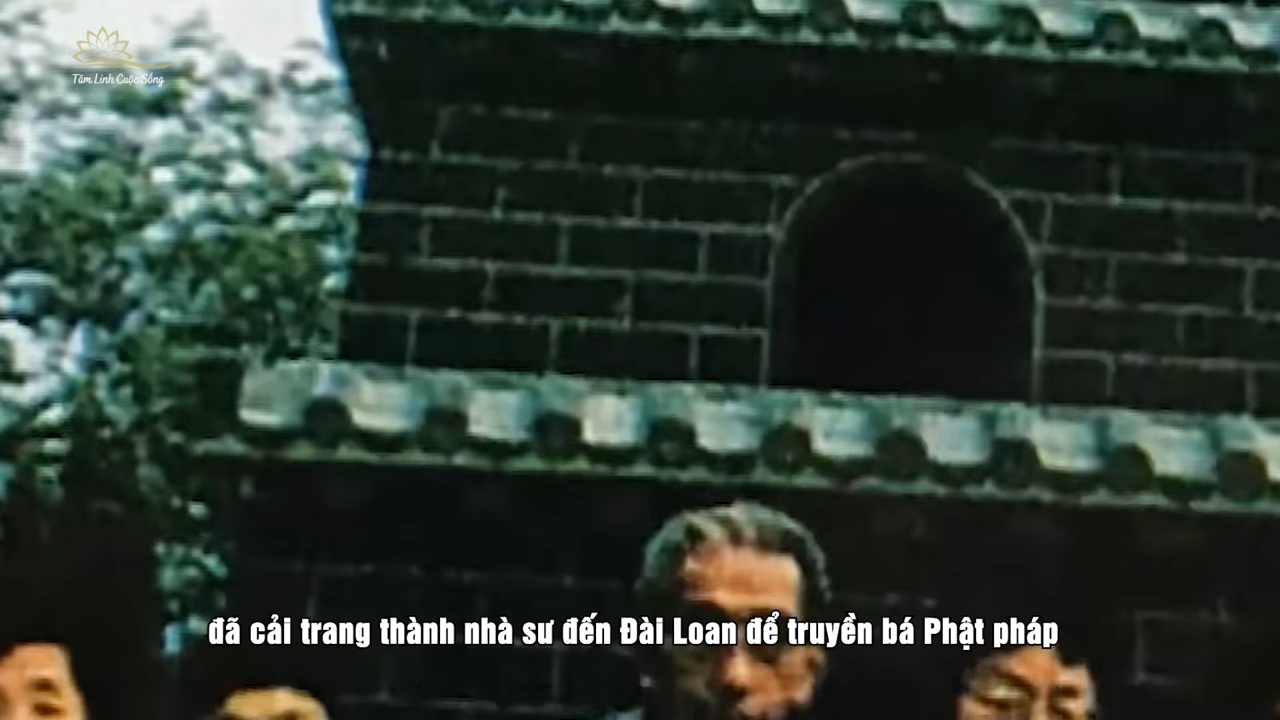 Tâm Linh Cuộc Sống
đã cải trang thành nhà sư đến Đài Loan để truyền bá Phật pháp